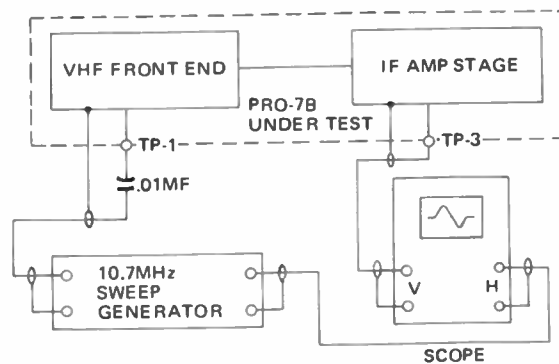 VHF FRONT END
IF AMP STAGE
PRO-7B
UNDER TEST
TP-1
TP-3
.01MF
10.7MHz
SWEEP
GENERATOR
V
H
SCOPE